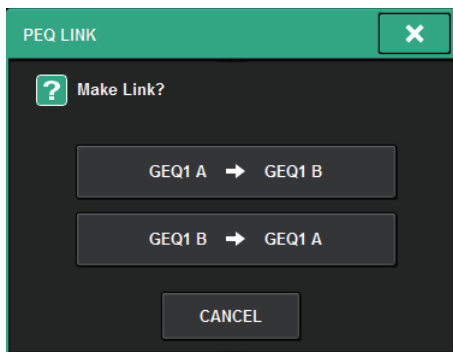 PEQ LINK
? Make Link?
GEQ1 A → GEQ1 B
GEQ1 B → GEQ1 A
CANCEL